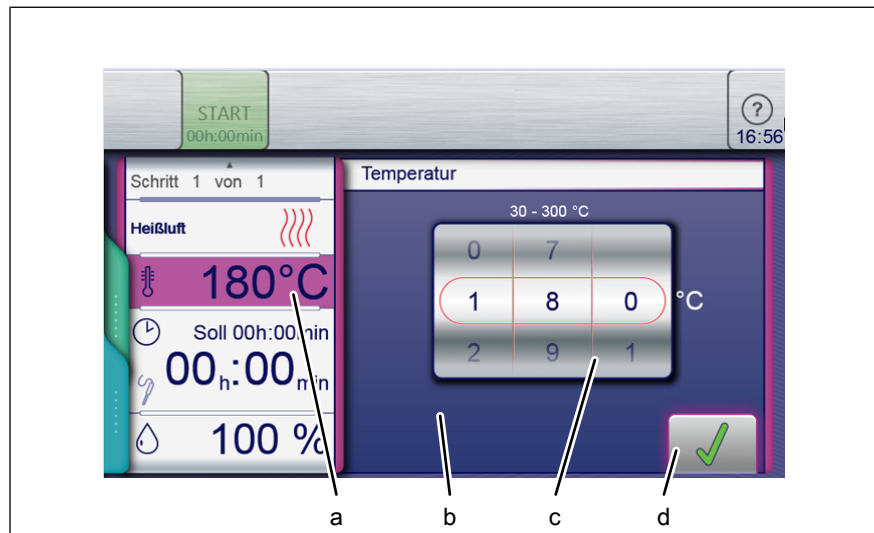 START
00h:00min
?
16:56
Schritt 1 von 1
Heißluft
180°C
Soll 00h:00min
00h:00min
100 %
Temperatur
30 - 300 °C
0 7
1 8 0 °C
2 9 1
a b c d